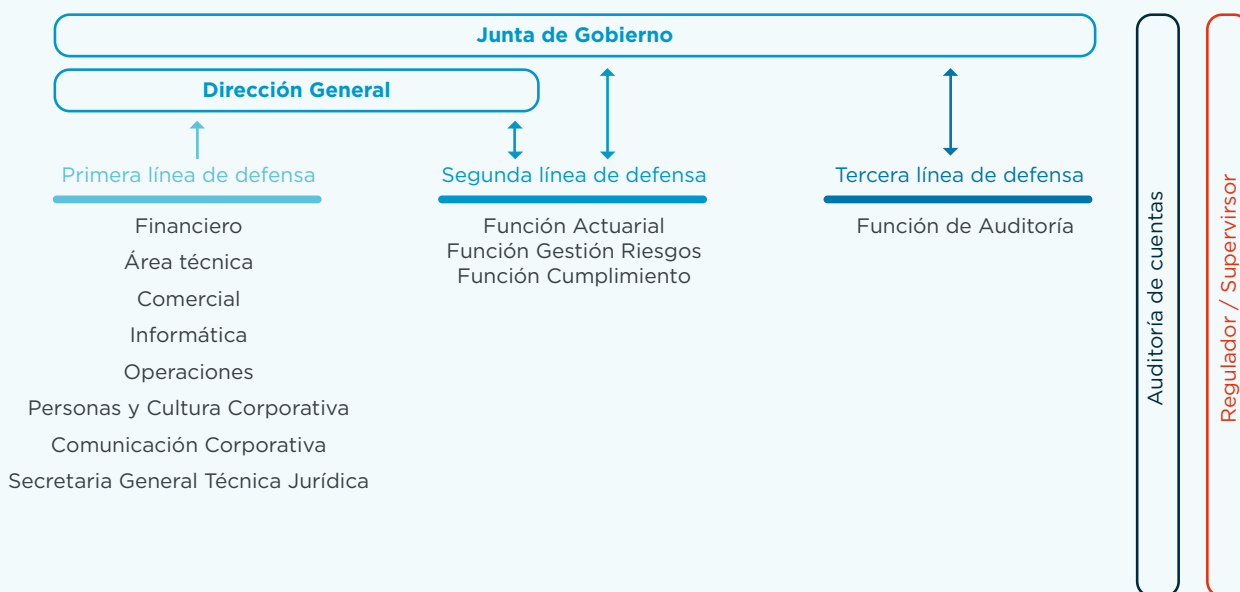 Junta de Gobierno
Dirección General
Primera línea de defensa
Financiero
Área técnica
Comercial
Informática
Operaciones
Personas y Cultura Corporativa
Comunicación Corporativa
Secretaria General Técnica Jurídica
Segunda línea de defensa
Función Actuarial
Función Gestión Riesgos
Función Cumplimiento
Tercera línea de defensa
Función de Auditoría
Auditoría de cuentas
Regulador / Supervirsor